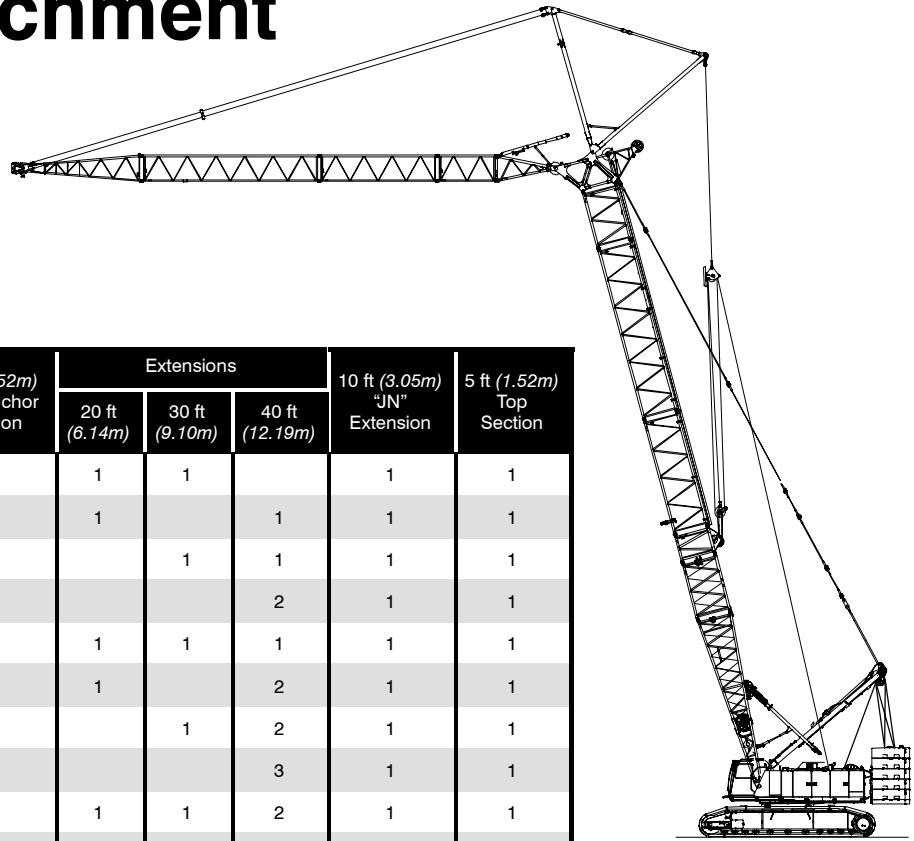 chment
52m)
chor
on
Extensions
20 ft
(6.14m)
30 ft
(9.10m)
40 ft
(12.19m)
10 ft (3.05m)
“JN”
Extension
5 ft (1.52m)
Top
Section
1 1 1 1
1 1 1 1
1 1 1 1
2 1 1
1 1 1 1 1
1 2 1 1
1 2 1 1
3 1 1
1 1 2 1 1